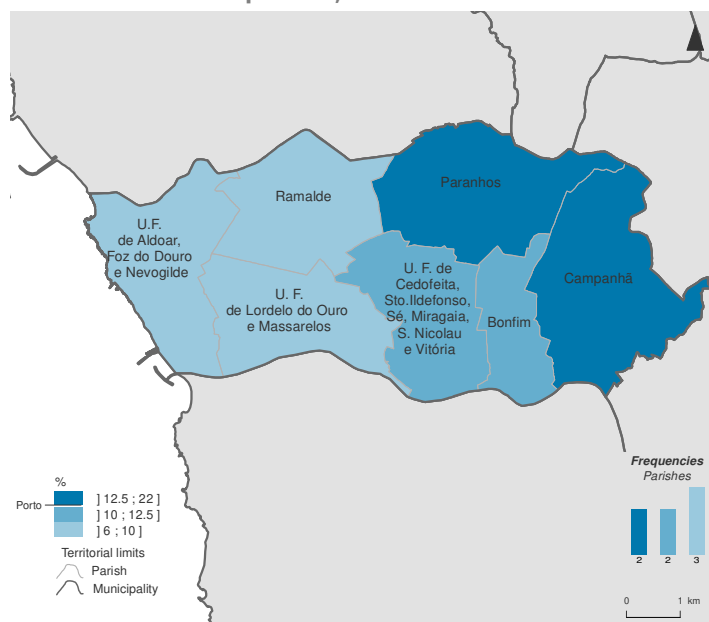 Paranhos
Ramalde
U.F.
de Aldoar,
Foz do Douro
e Nevogilde
U. F. de
Cedofeita,
Sto.Ildefonso,
Sé, Miragaia,
S. Nicolau
e Vitória
Campanhã
U. F.
de Lordelo do Ouro
e Massarelos
Bonfim
%
] 12.5 ; 22 ]
Porto
] 10 ; 12.5 ]
] 6 ; 10 ]
Territorial limits
Parish
Municipality
Frequencies
Parishes
2 2 3
0 1 km